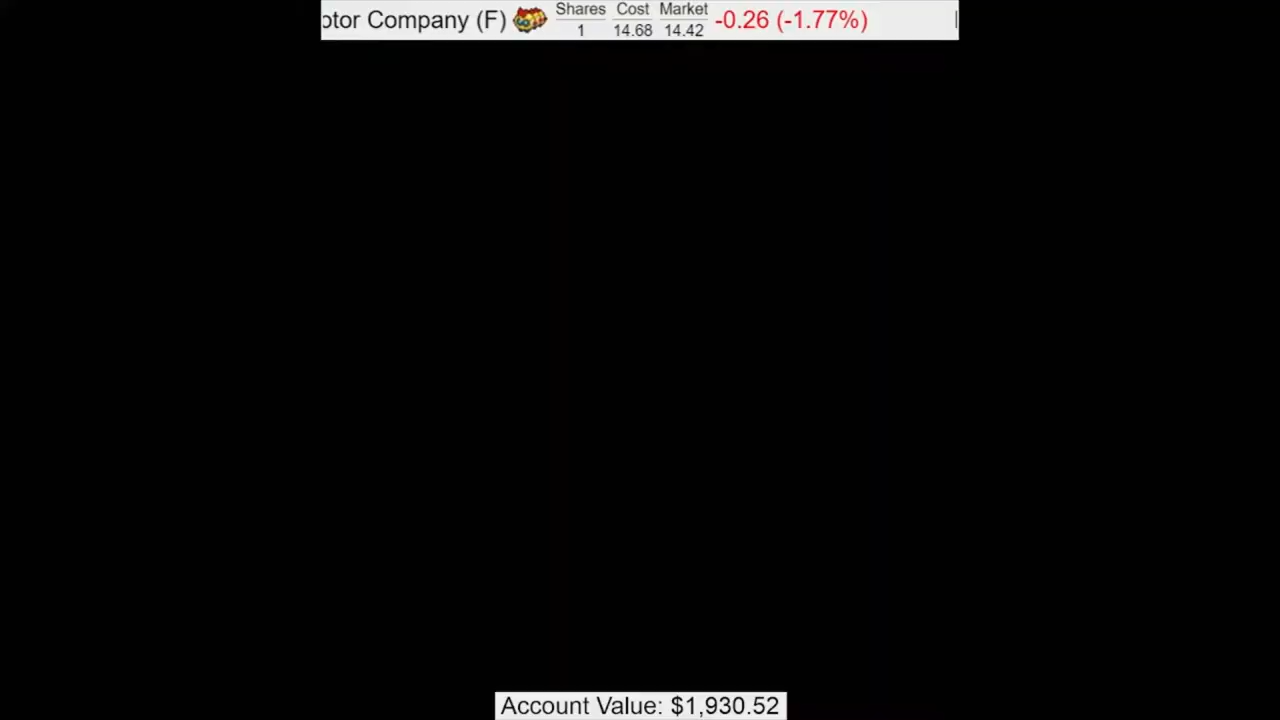 otor Company (F) Shares Cost Market -0.26 (-1.77%)
1 14.68 14.42
Account Value: $1,930.52